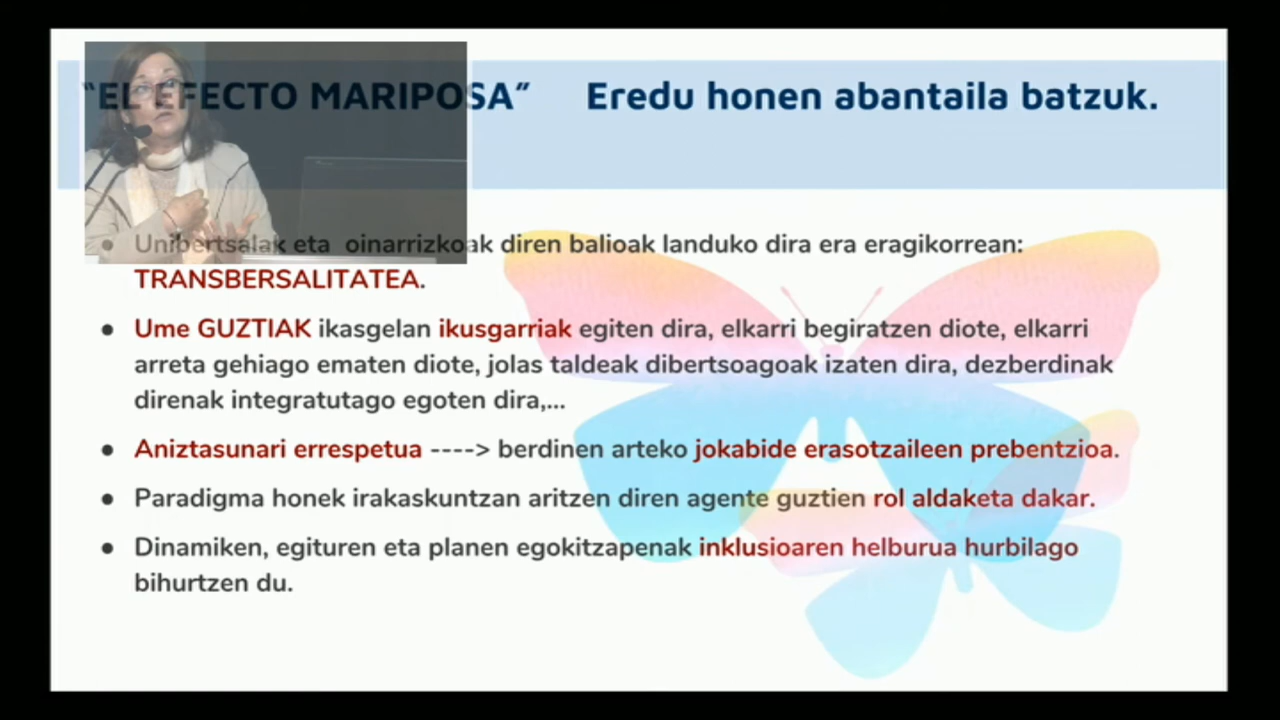 “EL EFECTO MARIPOSA” Eredu honen abantaila batzuk.
● Unibertsalak eta oinarrizkoak diren balioak landuko dira era eragikorrean:
TRANSBERSALITATEA.
● Ume GUZTIAK ikasgelan ikusgarriak egiten dira, elkarri begiratzen diote, elkarri
arreta gehiago ematen diote, jolas taldeak dibertsoagoak izaten dira, dezberdinak
direnak integratutago egoten dira,...
● Aniztasunari errespetua ----> berdinen arteko jokabide erasotzaileen prebentzioa.
● Paradigma honek irakaskuntzan aritzen diren agente guztien rol aldaketa dakar.
● Dinamiken, egituren eta planen egokitzapenak inklusioaren helburua hurbilago
bihurtzen du.